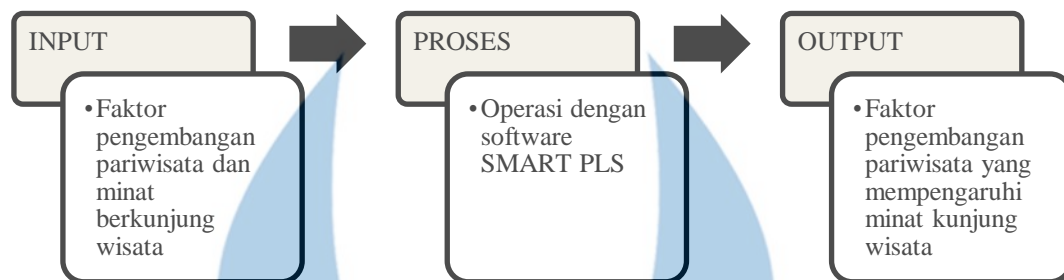 INPUT
•Faktor
pengembangan
pariwisata dan
minat
berkunjung
wisata
PROSES
•Operasi dengan
software
SMART PLS
OUTPUT
•Faktor
pengembangan
pariwisata yang
mempengaruhi
minat kunjung
wisata